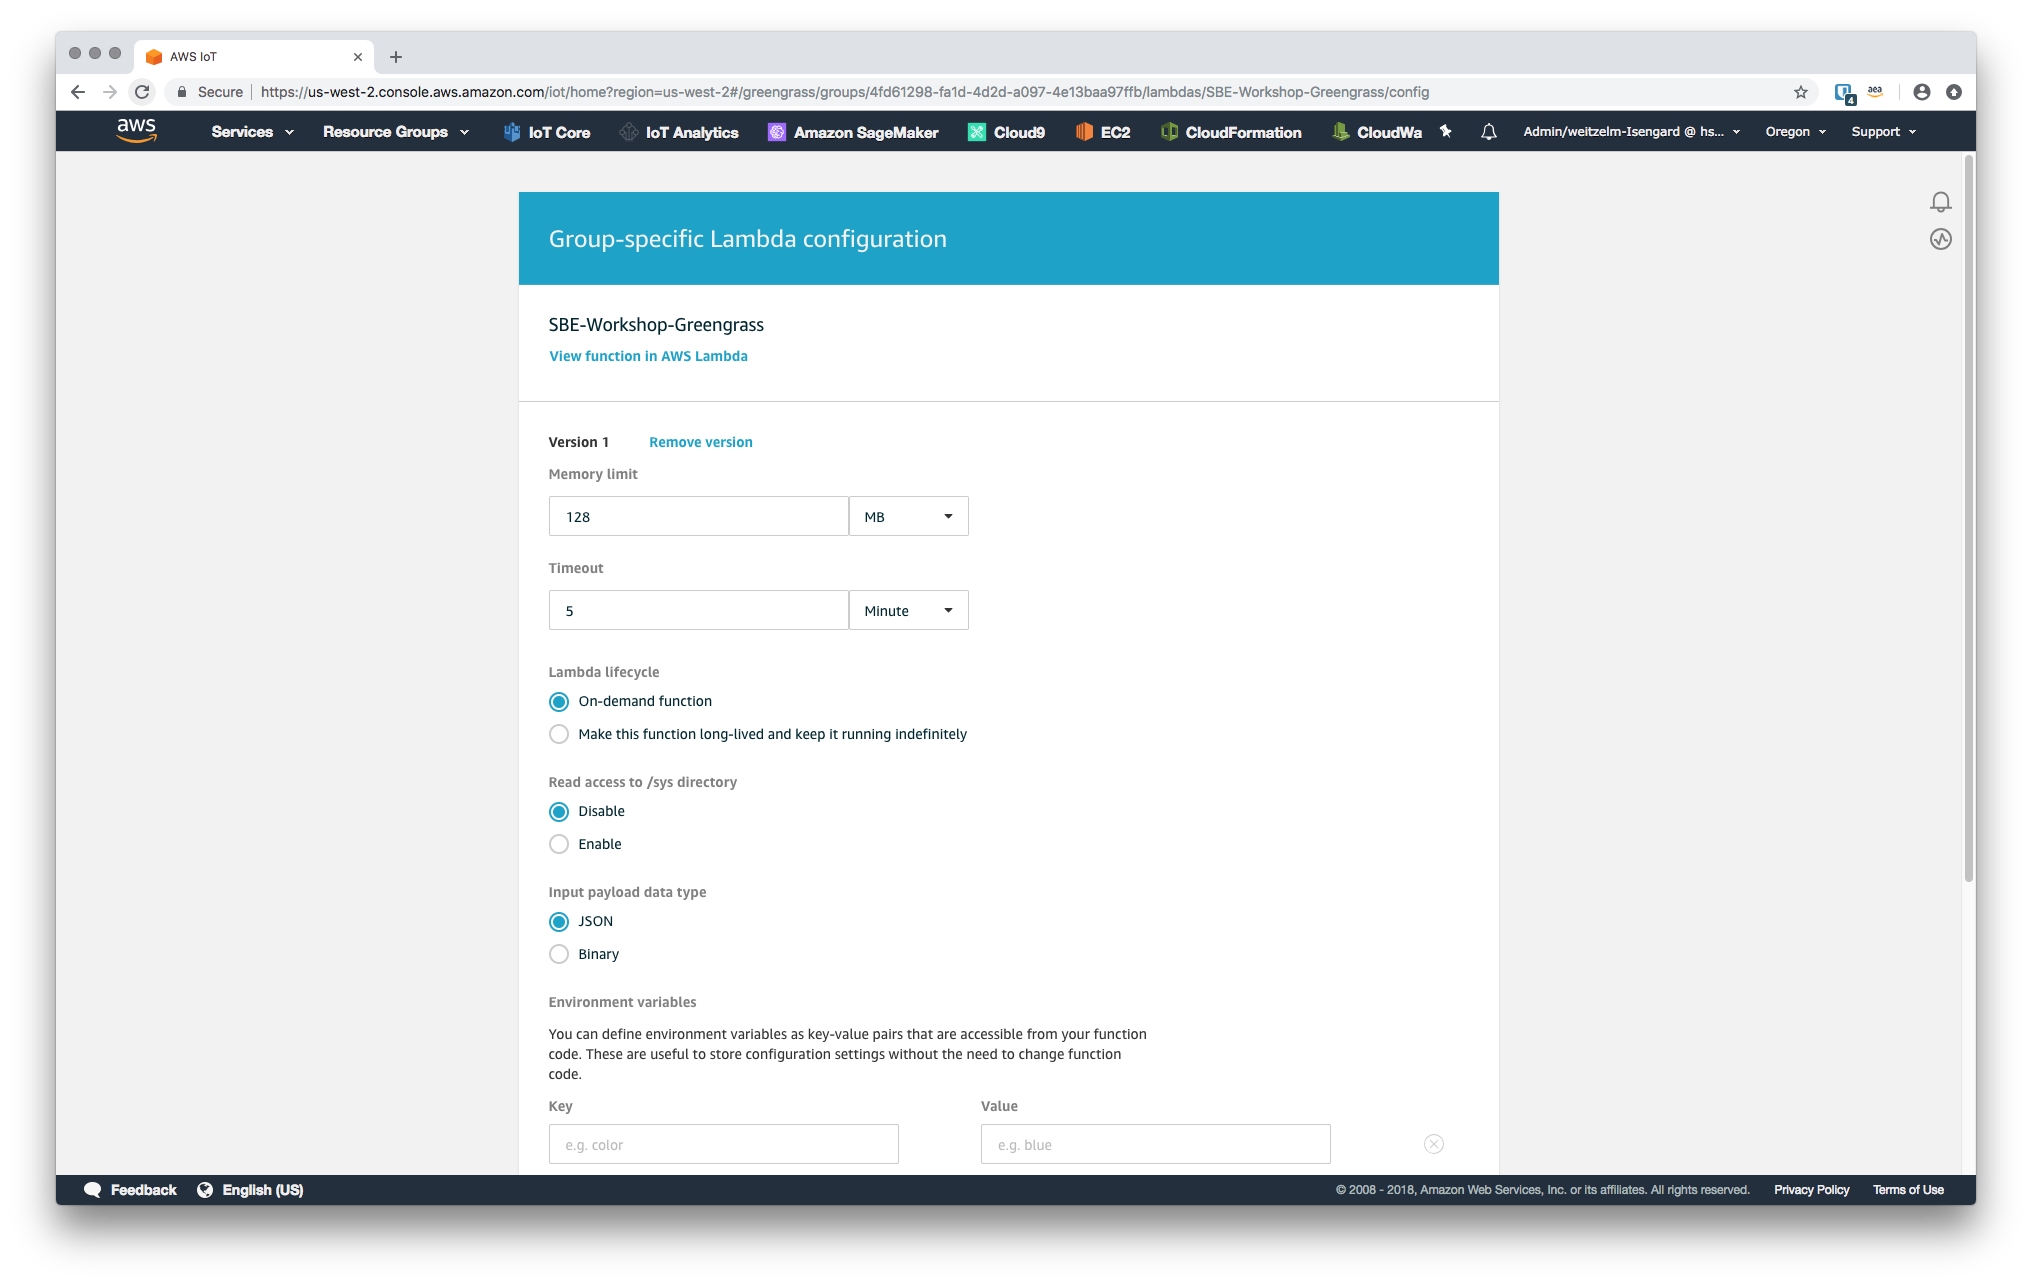 AWS IoT
Secure https://us-west-2.console.aws.amazon.com/iot/home?region=us-west-2#/greengrass/groups/4fd61298-fa1d-4d2d-a097-4e13baa97ffb/lambdas/SBE-Workshop-Greengrass/config
4
aea
aws Services Resource Groups IoT Core IoT Analytics Amazon SageMaker Cloud9 EC2 CloudFormation CloudWa Admin/weitzelm-Isengard @ hs... Oregon Support
Group-specific Lambda configuration
SBE-Workshop-Greengrass
View function in AWS Lambda
Version 1 Remove version
Memory limit
128 MB
Timeout
5 Minute
Lambda lifecycle
On-demand function
Make this function long-lived and keep it running indefinitely
Read access to /sys directory
Disable
Enable
Input payload data type
JSON
Binary
Environment variables
You can define environment variables as key-value pairs that are accessible from your function
code. These are useful to store configuration settings without the need to change function
code.
Key Value
e.g. color e.g. blue
Feedback English (US) © 2008 - 2018, Amazon Web Services, Inc. or its affiliates. All rights reserved. Privacy Policy Terms of Use